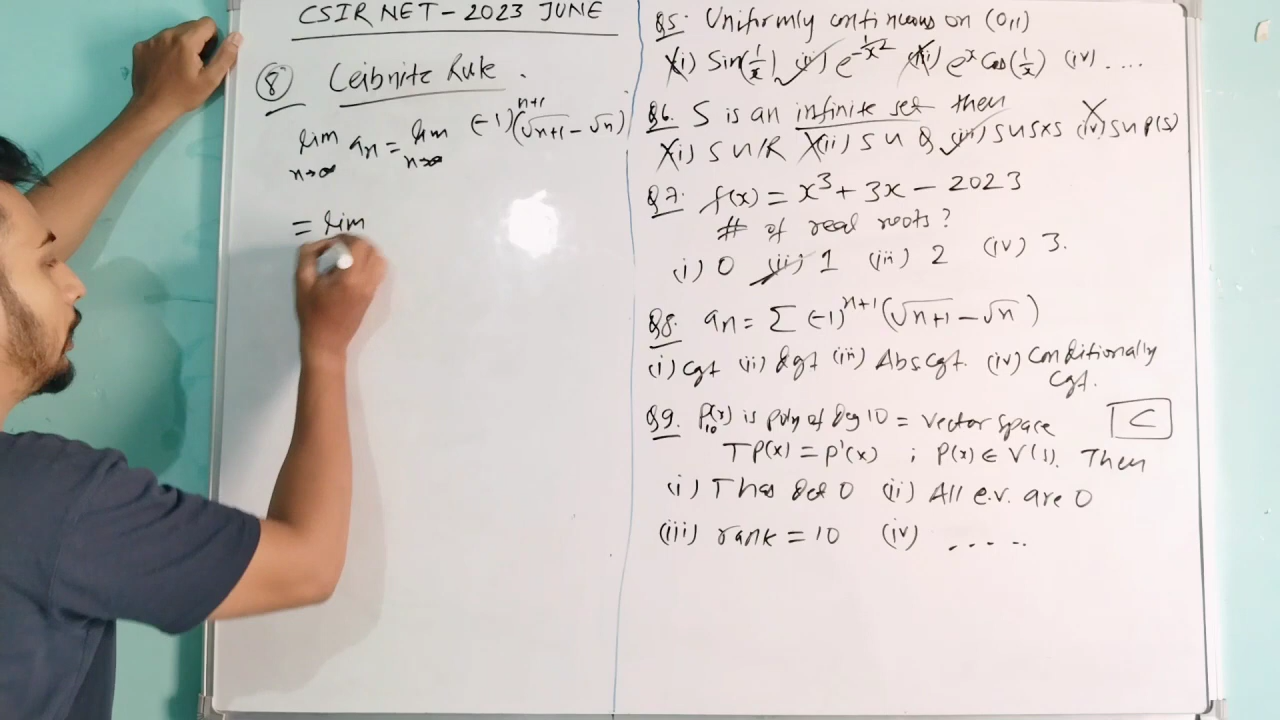 CSIR NET - 2023 JUNE
⑧ Leibnitz Rule.
lim n→∞ an = lim n→∞ (-1)^{n+1}(√n+1 - √n)
= lim
Q5. Uniformly continuous on (0,1)
(i) Sin(1/x) (ii) e^{-1/x²} (iii) e^x Cos(1/x) (iv) ....
Q6. S is an infinite set then
(i) S∪R (ii) S∪Q (iii) S∪S×S (iv) S∪P(S)
Q7. f(x) = x³ + 3x - 2023
# of real roots?
(i) 0 (ii) 1 (iii) 2 (iv) 3.
Q8. an = Σ (-1)^{n+1} (√n+1 - √n)
(i) Cgt (ii) dgt (iii) Abs Cgt. (iv) Conditionally
Cgt.
Q9. P₁₀(x) is poly of Deg 10 = Vector space
C
TP(x) = P'(x) ; P(x) ∈ V(s). Then
(i) T has det 0 (ii) All e.v. are 0
(iii) rank = 10 (iv) .....